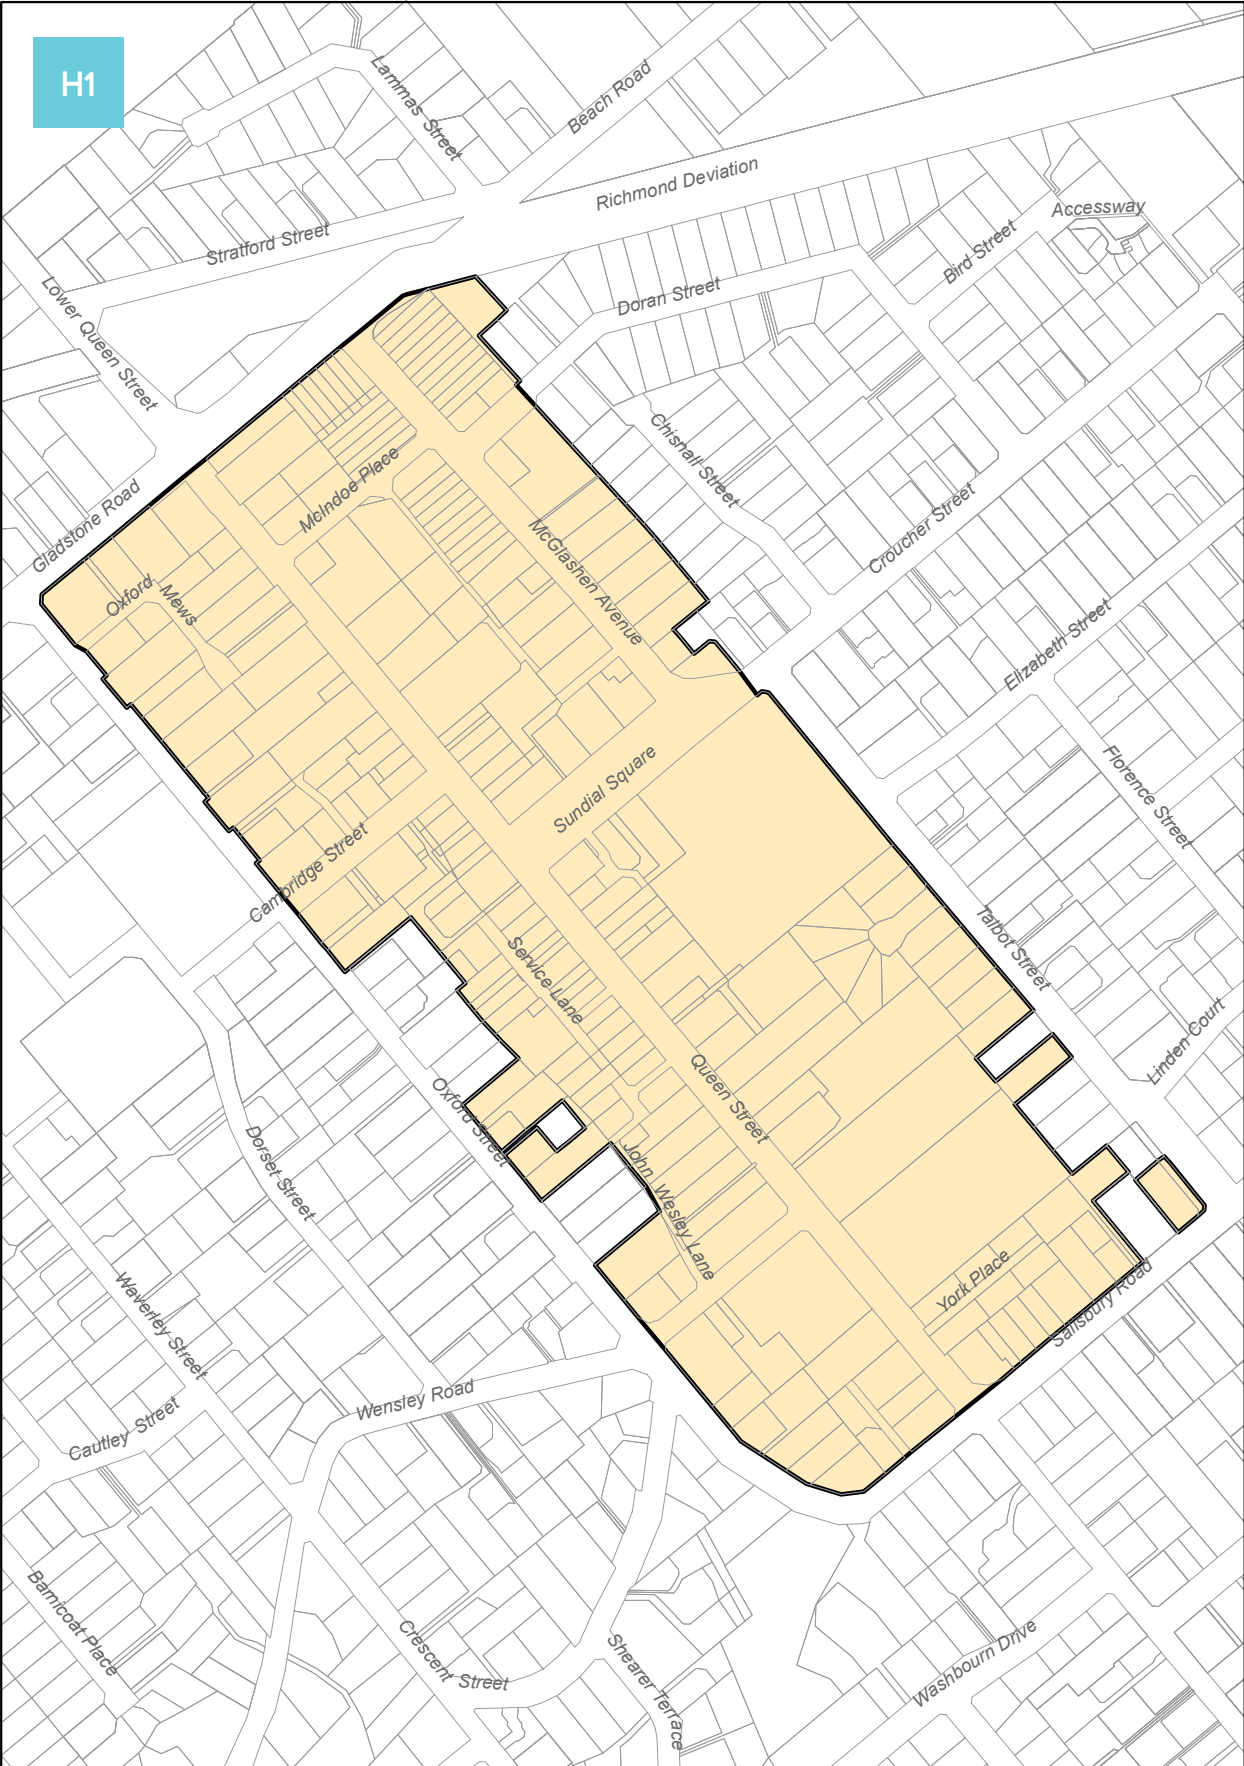 H1
Lammas Street
Beach Road
Richmond Deviation
Accessway
Stratford Street
Bird Street
Lower Queen Street
Doran Street
Chisnall Street
McIndoe Place
Gladstone Road
Croucher Street
McGlashen Avenue
Oxford Mews
Elizabeth Street
Sundial Square
Florence Street
Cambridge Street
Service Lane
Talbot Street
Linden Court
Queen Street
Oxford Street
Dorset Street
John Wesley Lane
York Place
Salisbury Road
Waverley Street
Wensley Road
Cautley Street
Barnicoat Place
Crescent Street
Shearer Terrace
Washbourn Drive